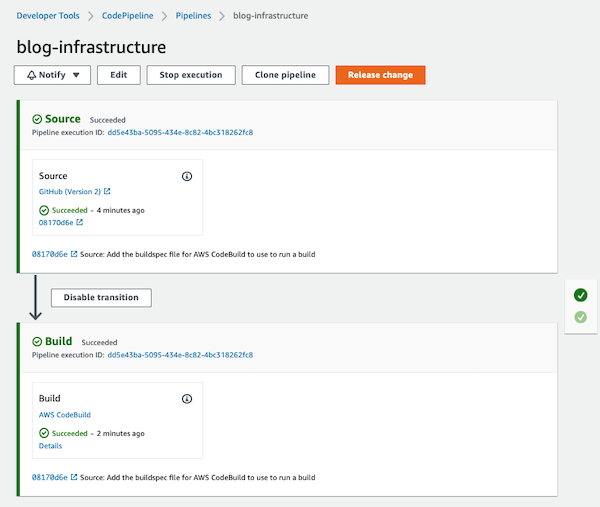 Developer Tools > CodePipeline > Pipelines > blog-infrastructure
blog-infrastructure
Notify ▼ Edit Stop execution Clone pipeline Release change
Source Succeeded
Pipeline execution ID: dd5e43ba-5095-434e-8c82-4bc318262fc8
Source
GitHub (Version 2)
Succeeded - 4 minutes ago
08170d6e
08170d6e Source: Add the buildspec file for AWS CodeBuild to use to run a build
Disable transition
Build Succeeded
Pipeline execution ID: dd5e43ba-5095-434e-8c82-4bc318262fc8
Build
AWS CodeBuild
Succeeded - 2 minutes ago
Details
08170d6e Source: Add the buildspec file for AWS CodeBuild to use to run a build